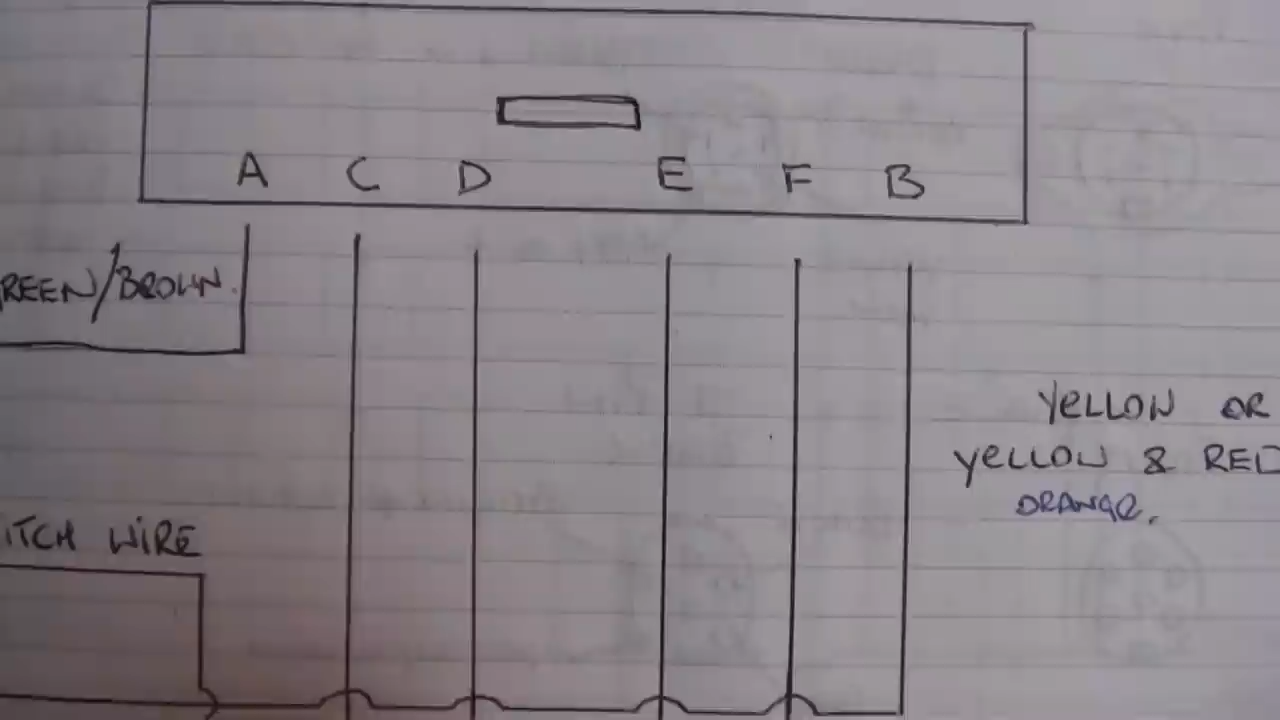 A C D E F B
REEN/BROWN.
YELLOW OR
YELLOW & RED
ORANGE.
ITCH WIRE